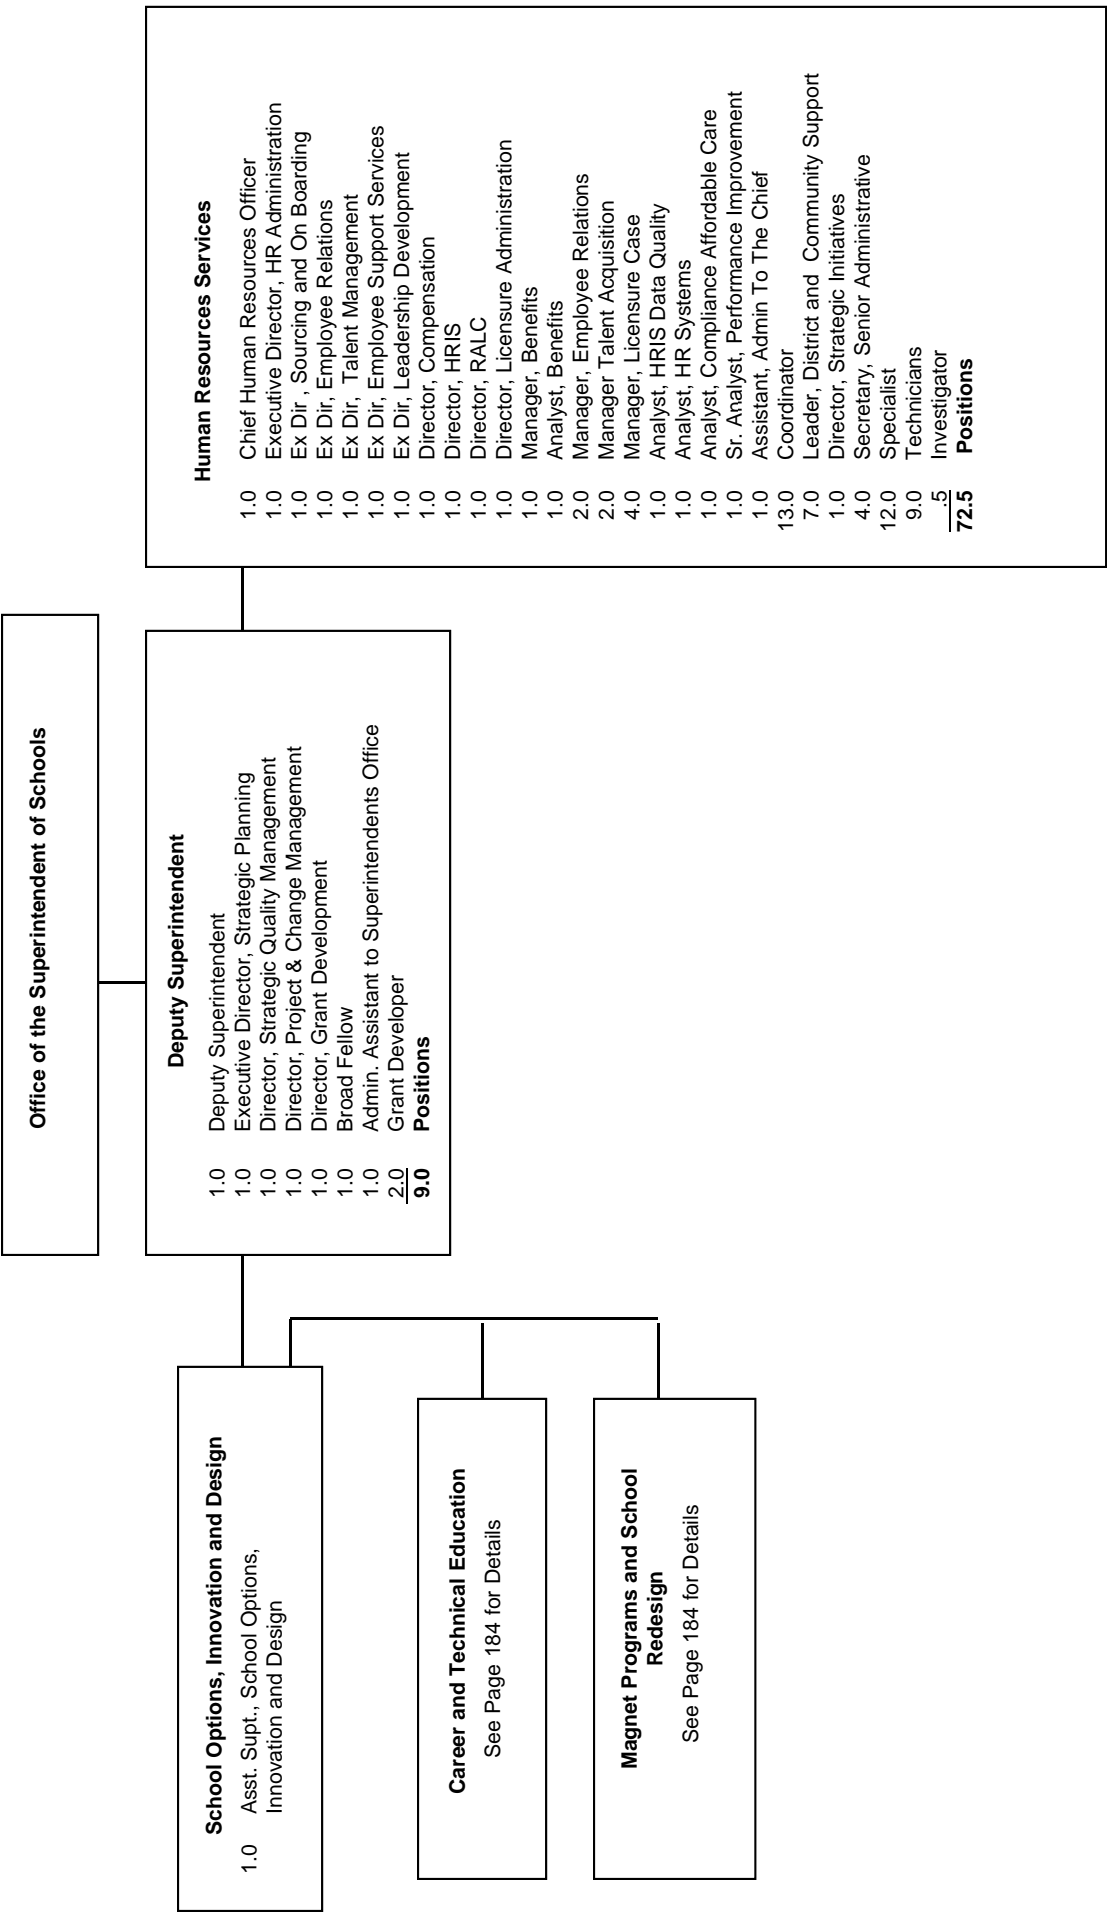 Office of the Superintendent of Schools
Deputy Superintendent
1.0 Deputy Superintendent
1.0 Executive Director, Strategic Planning
1.0 Director, Strategic Quality Management
1.0 Director, Project & Change Management
1.0 Director, Grant Development
1.0 Broad Fellow
1.0 Admin. Assistant to Superintendents Office
2.0 Grant Developer
9.0 Positions
School Options, Innovation and Design
1.0 Asst. Supt., School Options,
Innovation and Design
Career and Technical Education
See Page 184 for Details
Magnet Programs and School
Redesign
See Page 184 for Details
Human Resources Services
1.0 Chief Human Resources Officer
1.0 Executive Director, HR Administration
1.0 Ex Dir , Sourcing and On Boarding
1.0 Ex Dir, Employee Relations
1.0 Ex Dir, Talent Management
1.0 Ex Dir, Employee Support Services
1.0 Ex Dir, Leadership Development
1.0 Director, Compensation
1.0 Director, HRIS
1.0 Director, RALC
1.0 Director, Licensure Administration
1.0 Manager, Benefits
1.0 Analyst, Benefits
2.0 Manager, Employee Relations
2.0 Manager Talent Acquisition
4.0 Manager, Licensure Case
1.0 Analyst, HRIS Data Quality
1.0 Analyst, HR Systems
1.0 Analyst, Compliance Affordable Care
1.0 Sr. Analyst, Performance Improvement
1.0 Assistant, Admin To The Chief
13.0 Coordinator
7.0 Leader, District and Community Support
1.0 Director, Strategic Initiatives
4.0 Secretary, Senior Administrative
12.0 Specialist
9.0 Technicians
.5 Investigator
72.5 Positions